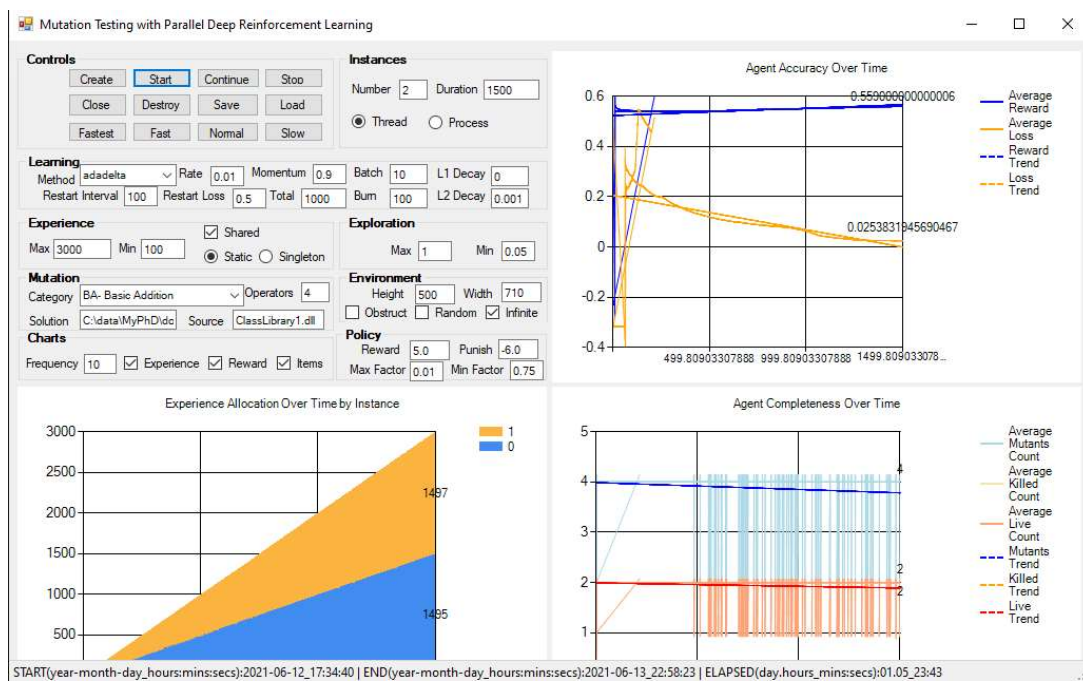 Mutation Testing with Parallel Deep Reinforcement Learning
Controls
Create Start Continue Stop
Close Destroy Save Load
Fastest Fast Normal Slow
Instances
Number 2 Duration 1500
Thread Process
Learning
Method adadelta Rate 0.01 Momentum 0.9 Batch 10 L1 Decay 0
Restart Interval 100 Restart Loss 0.5 Total 1000 Burn 100 L2 Decay 0.001
Experience
Shared
Max 3000 Min 100 Static Singleton
Exploration
Max 1 Min 0.05
Mutation
Category BA- Basic Addition Operators 4
Solution C:\data\MyPhD\dc Source ClassLibrary1.dll
Environment
Height 500 Width 710
Obstruct Random Infinite
Charts
Frequency 10 Experience Reward Items
Policy
Reward 5.0 Punish -6.0
Max Factor 0.01 Min Factor 0.75
Agent Accuracy Over Time
0.6
0.4
0.2
0
-0.2
-0.4
0.559000000000006
0.0253831945690467
499.80903307888 999.80903307888 1499.809033078...
Average
Reward
Average
Loss
Reward
Trend
Loss
Trend
Experience Allocation Over Time by Instance
3000
2500
2000
1500
1000
500
1497
1495
1
0
Agent Completeness Over Time
5
4
3
2
1
4
2
2
Average
Mutants
Count
Average
Killed
Count
Average
Live
Count
Mutants
Trend
Killed
Trend
Live
Trend
START(year-month-day_hours:mins:secs):2021-06-12_17:34:40 | END(year-month-day_hours:mins:secs):2021-06-13_22:58:23 | ELAPSED(day.hours_mins:secs):01.05_23:43